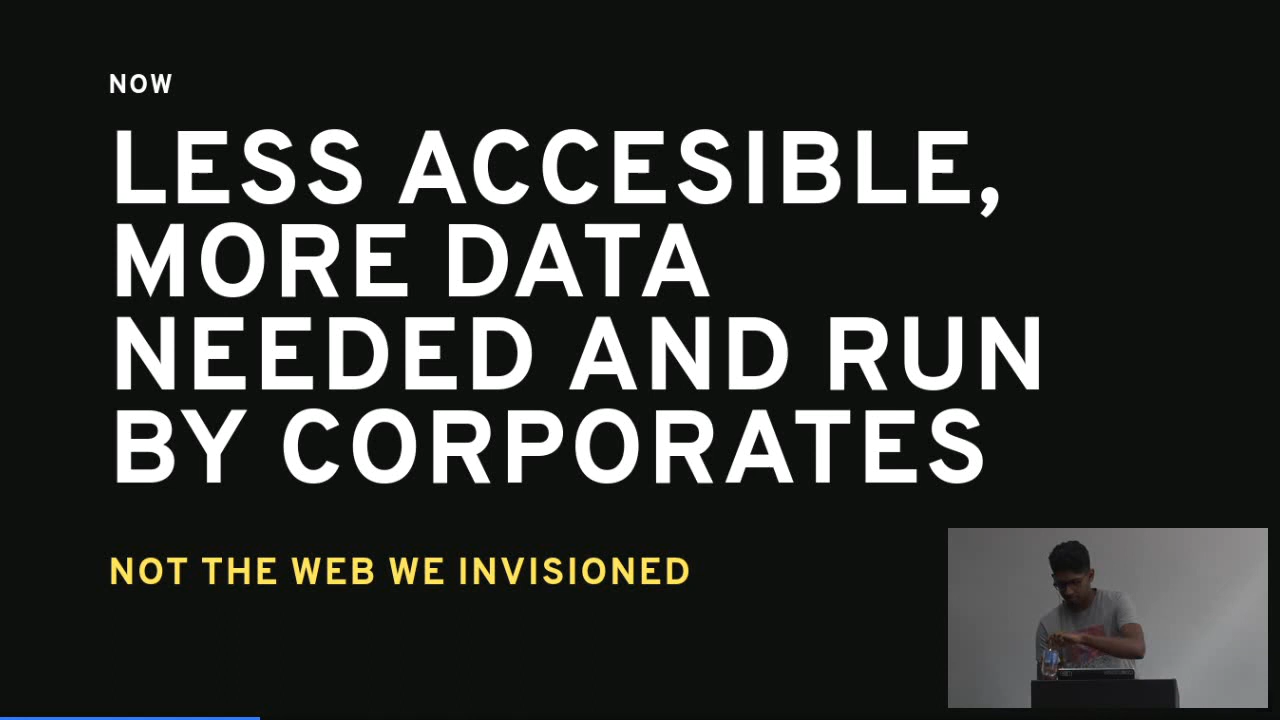 NOW
LESS ACCESIBLE,
MORE DATA
NEEDED AND RUN
BY CORPORATES
NOT THE WEB WE INVISIONED